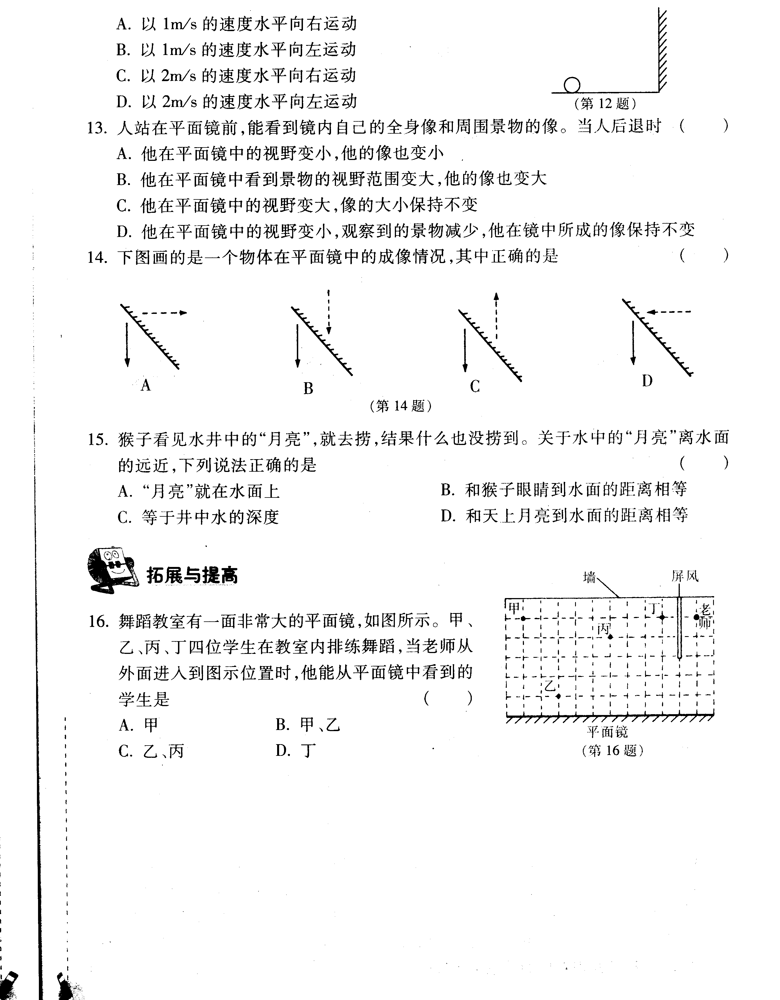 A. 以 1m/s 的速度水平向右运动
B. 以 1m/s 的速度水平向左运动
C. 以 2m/s 的速度水平向右运动
D. 以 2m/s 的速度水平向左运动
(第 12 题)
13. 人站在平面镜前,能看到镜内自己的全身像和周围景物的像。当人后退时 (  )
A. 他在平面镜中的视野变小,他的像也变小
B. 他在平面镜中看到景物的视野范围变大,他的像也变大
C. 他在平面镜中的视野变大,像的大小保持不变
D. 他在平面镜中的视野变小,观察到的景物减少,他在镜中所成的像保持不变
14. 下图画的是一个物体在平面镜中的成像情况,其中正确的是 (  )
A B C D
(第 14 题)
15. 猴子看见水井中的“月亮”,就去捞,结果什么也没捞到。关于水中的“月亮”离水面
的远近,下列说法正确的是 (  )
A. “月亮”就在水面上 B. 和猴子眼睛到水面的距离相等
C. 等于井中水的深度 D. 和天上月亮到水面的距离相等
拓展与提高
16. 舞蹈教室有一面非常大的平面镜,如图所示。甲、
乙、丙、丁四位学生在教室内排练舞蹈,当老师从
外面进入到图示位置时,他能从平面镜中看到的
学生是 (  )
A. 甲 B. 甲、乙
C. 乙、丙 D. 丁
墙 屏风
甲 丁 老师
丙
乙
平面镜
(第 16 题)